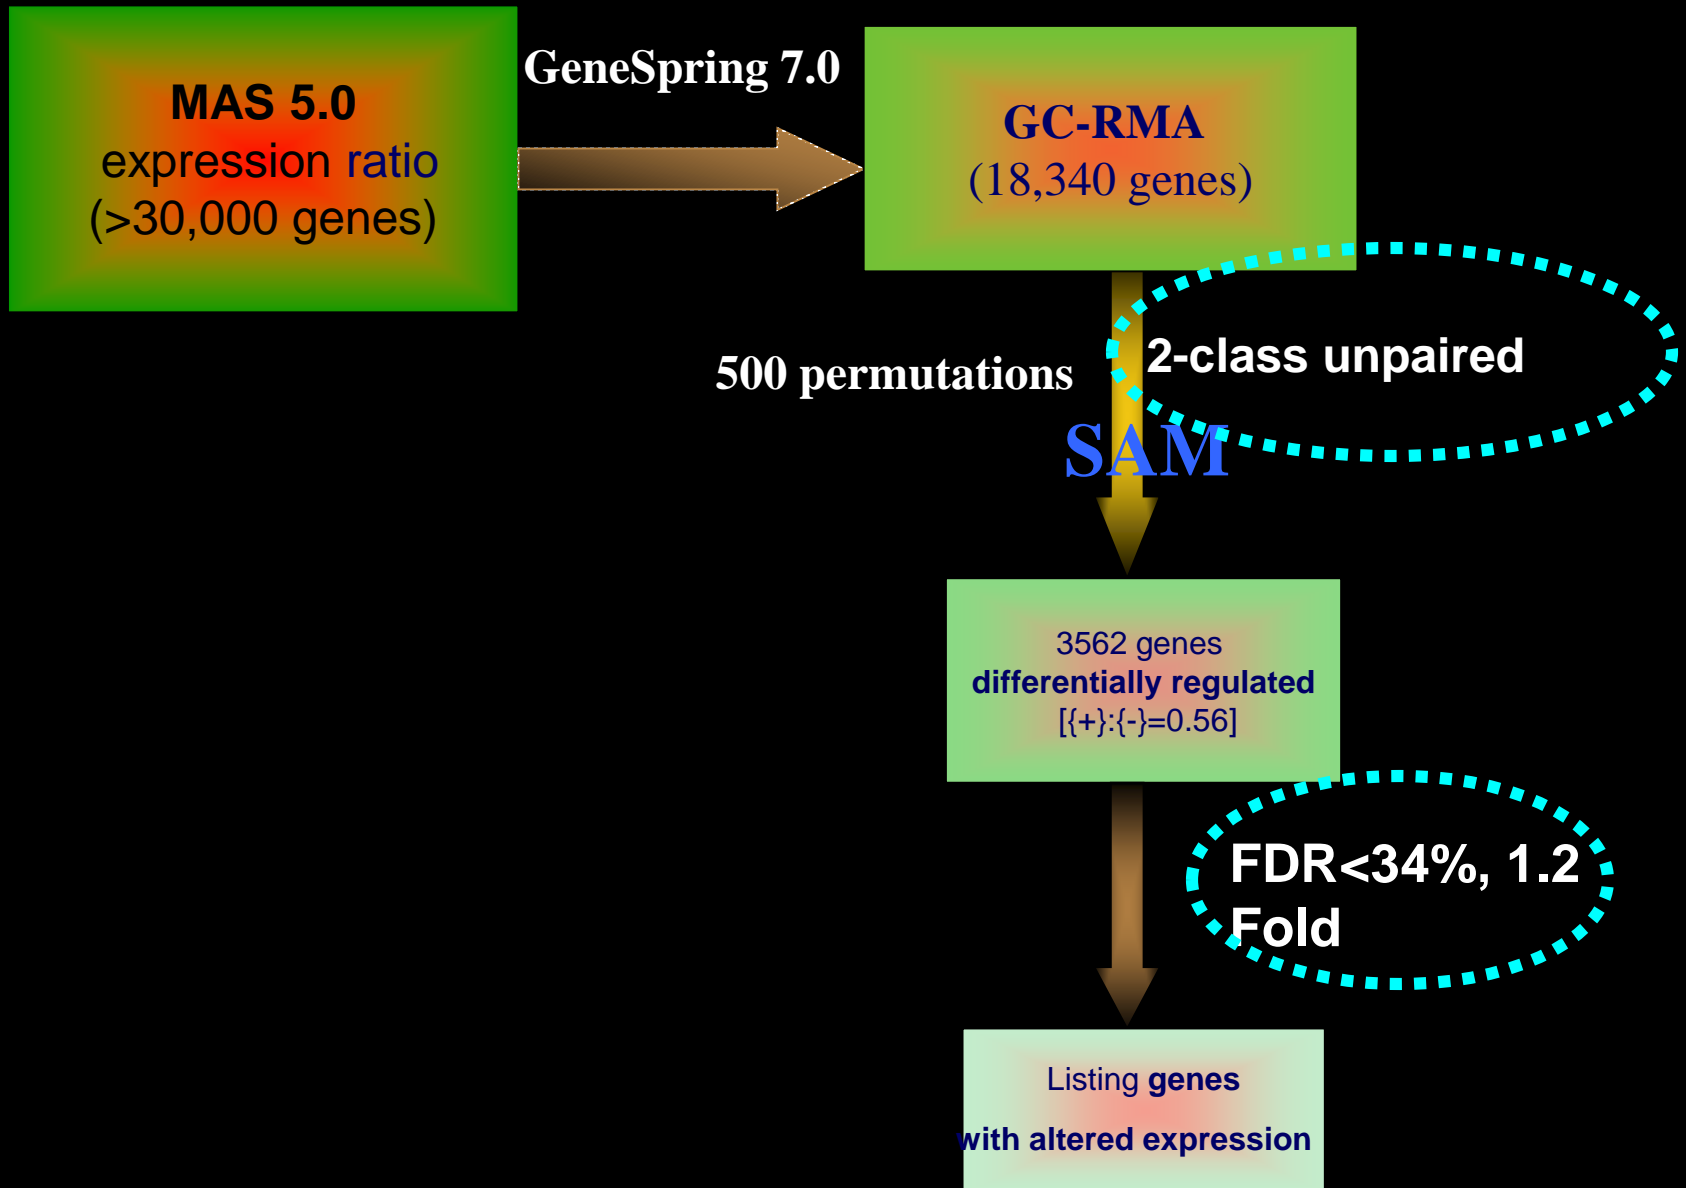 MAS 5.0
expression ratio
(>30,000 genes)
GeneSpring 7.0
GC-RMA
(18,340 genes)
500 permutations
2-class unpaired
SAM
3562 genes
differentially regulated
[{+}:{-}=0.56]
FDR<34%, 1.2
Fold
Listing genes
with altered expression